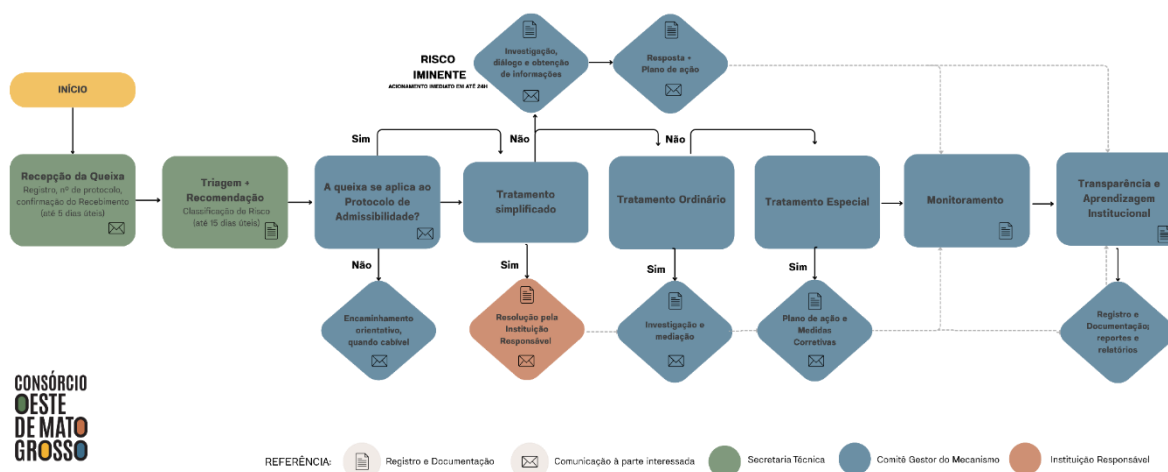 INÍCIO
Recepção da Queixa
Registro, nº de protocolo,
confirmação do Recebimento
(até 5 dias úteis)
Triagem +
Recomendação
Classificação de Risco
(até 15 dias úteis)
Sim
A queixa se aplica ao
Protocolo de
Admissibilidade?
Não
Encaminhamento
orientativo,
quando cabível
RISCO
IMINENTE
ACIONAMENTO IMEDIATO EM ATÉ 24H
Investigação,
diálogo e obtenção
de informações
Resposta +
Plano de ação
Não
Tratamento
simplificado
Sim
Resolução pela
Instituição
Responsável
Não
Tratamento Ordinário
Sim
Investigação e
mediação
Tratamento Especial
Sim
Plano de ação e
Medidas
Corretivas
Monitoramento
Transparência e
Aprendizagem
Institucional
Registro e
Documentação;
reportes e
relatórios
CONSÓRCIO
OESTE
DE MATO
GROSSO
REFERÊNCIA:
Registro e Documentação
Comunicação à parte interessada
Secretaria Técnica
Comitê Gestor do Mecanismo
Instituição Responsável